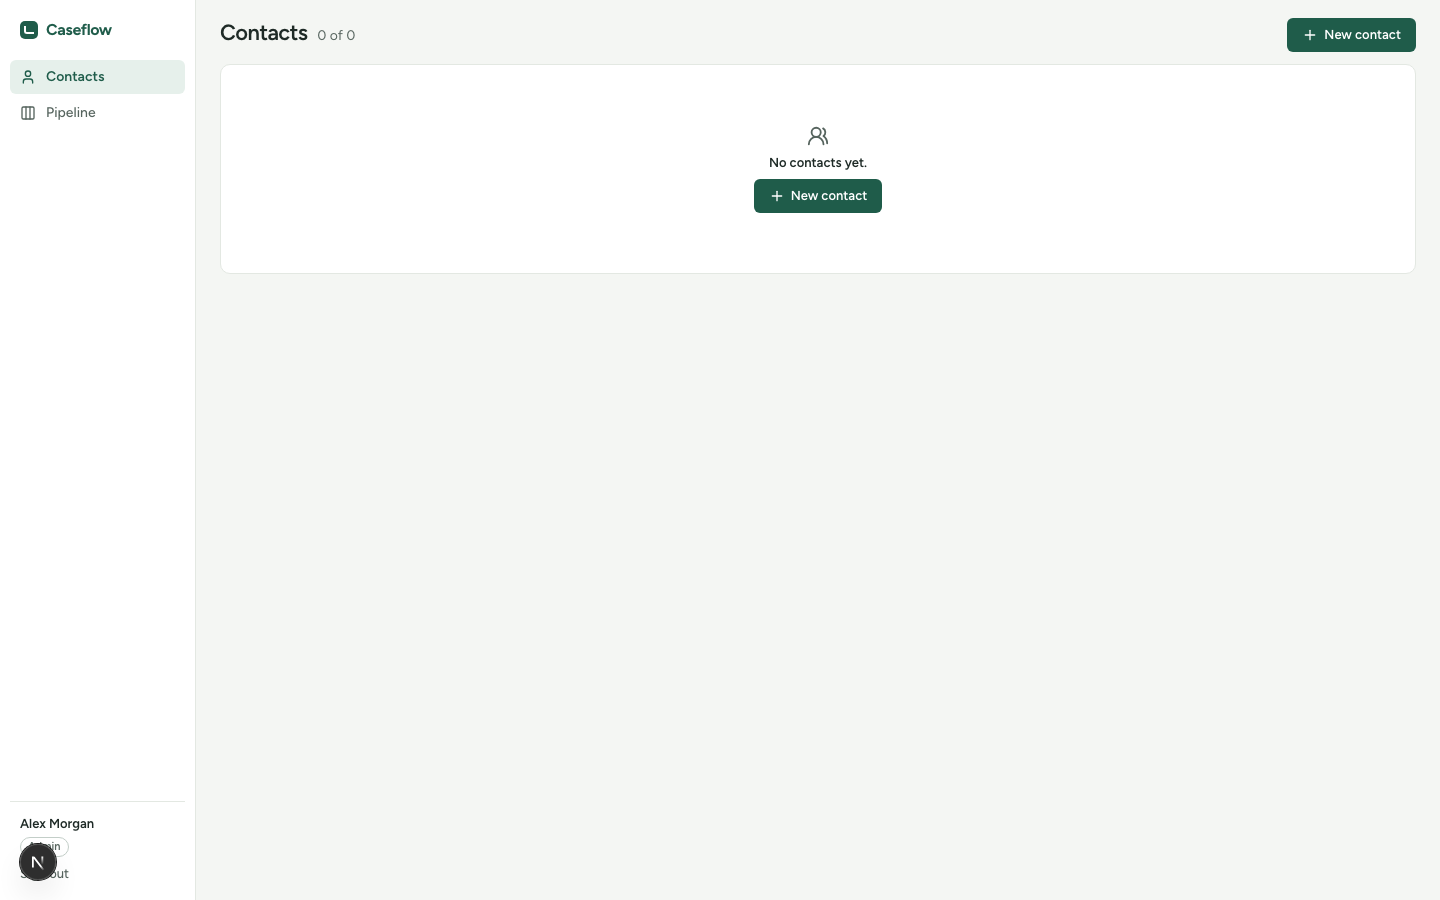 Caseflow
Contacts
Pipeline
Contacts 0 of 0
New contact
No contacts yet.
New contact
Alex Morgan
N